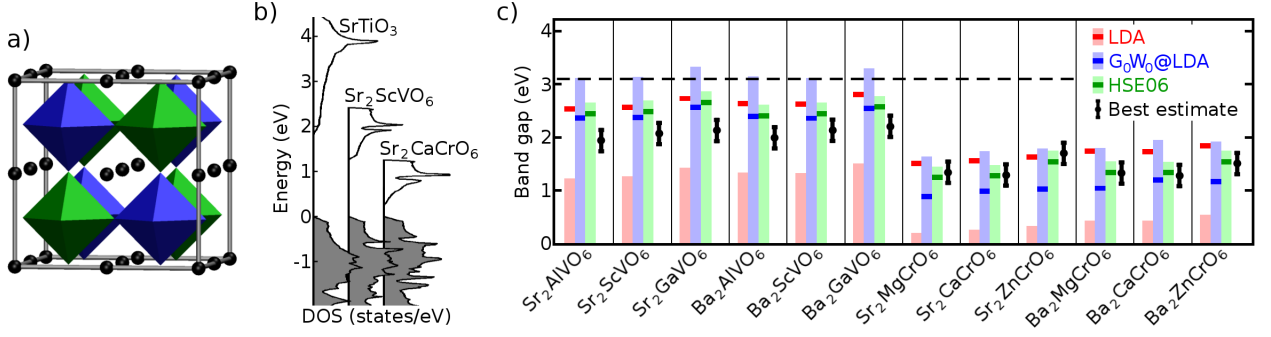 a)
b)
SrTiO₃
Sr₂ScVO₆
Sr₂CaCrO₆
Energy (eV)
4
3
2
1
0
-1
DOS (states/eV)
c)
Band gap (eV)
4
3
2
1
0
LDA
G₀W₀@LDA
HSE06
Best estimate
Sr₂AlVO₆
Sr₂ScVO₆
Sr₂GaVO₆
Ba₂AlVO₆
Ba₂ScVO₆
Ba₂GaVO₆
Sr₂MgCrO₆
Sr₂CaCrO₆
Sr₂ZnCrO₆
Ba₂MgCrO₆
Ba₂CaCrO₆
Ba₂ZnCrO₆